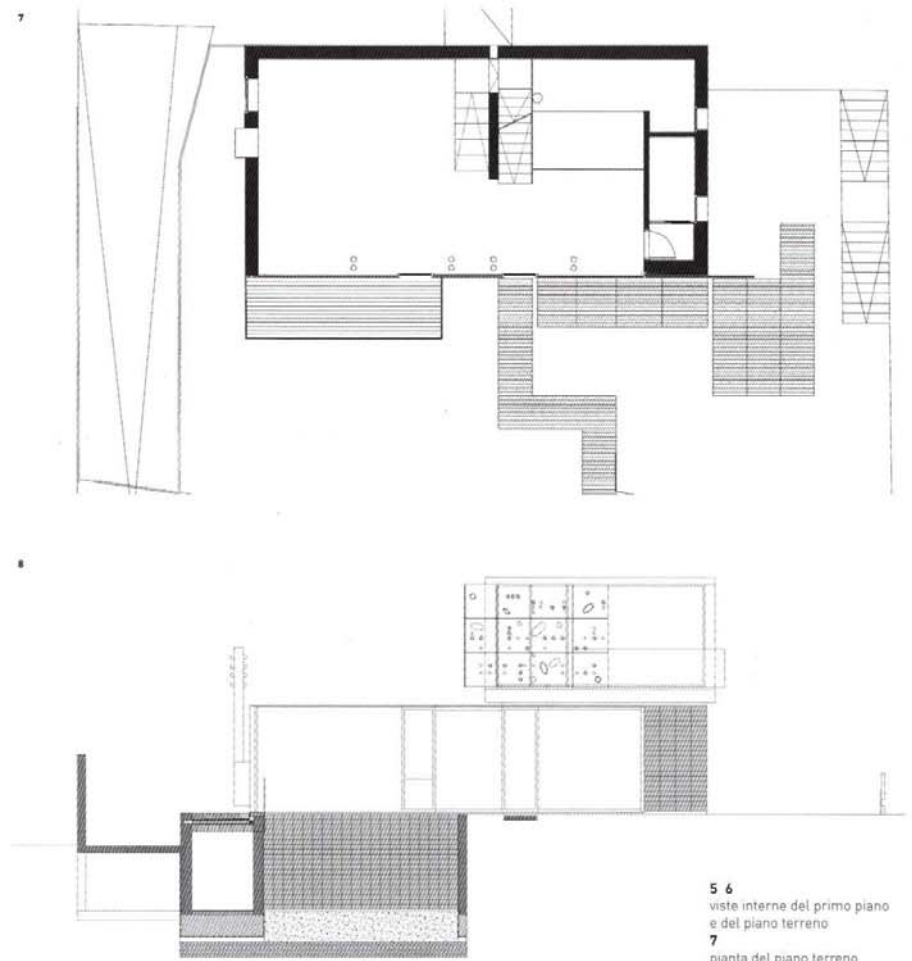 7
8
5 6
viste interne del primo piano
e del piano terreno
7
pianta del piano terreno